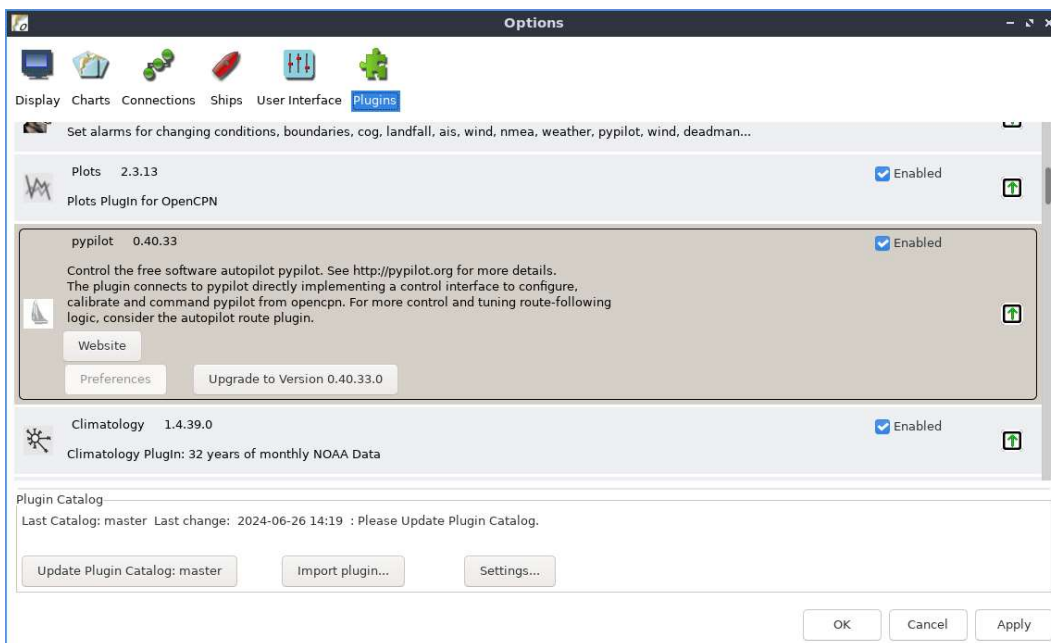 Options
Display Charts Connections Ships User Interface Plugins
Set alarms for changing conditions, boundaries, cog, landfall, ais, wind, nmea, weather, pypilot, wind, deadman...
Plots 2.3.13 Enabled
Plots PlugIn for OpenCPN
pypilot 0.40.33 Enabled
Control the free software autopilot pypilot. See http://pypilot.org for more details.
The plugin connects to pypilot directly implementing a control interface to configure,
calibrate and command pypilot from opencpn. For more control and tuning route-following
logic, consider the autopilot route plugin.
Website
Preferences Upgrade to Version 0.40.33.0
Climatology 1.4.39.0 Enabled
Climatology PlugIn: 32 years of monthly NOAA Data
Plugin Catalog
Last Catalog: master Last change: 2024-06-26 14:19 : Please Update Plugin Catalog.
Update Plugin Catalog: master Import plugin... Settings...
OK Cancel Apply